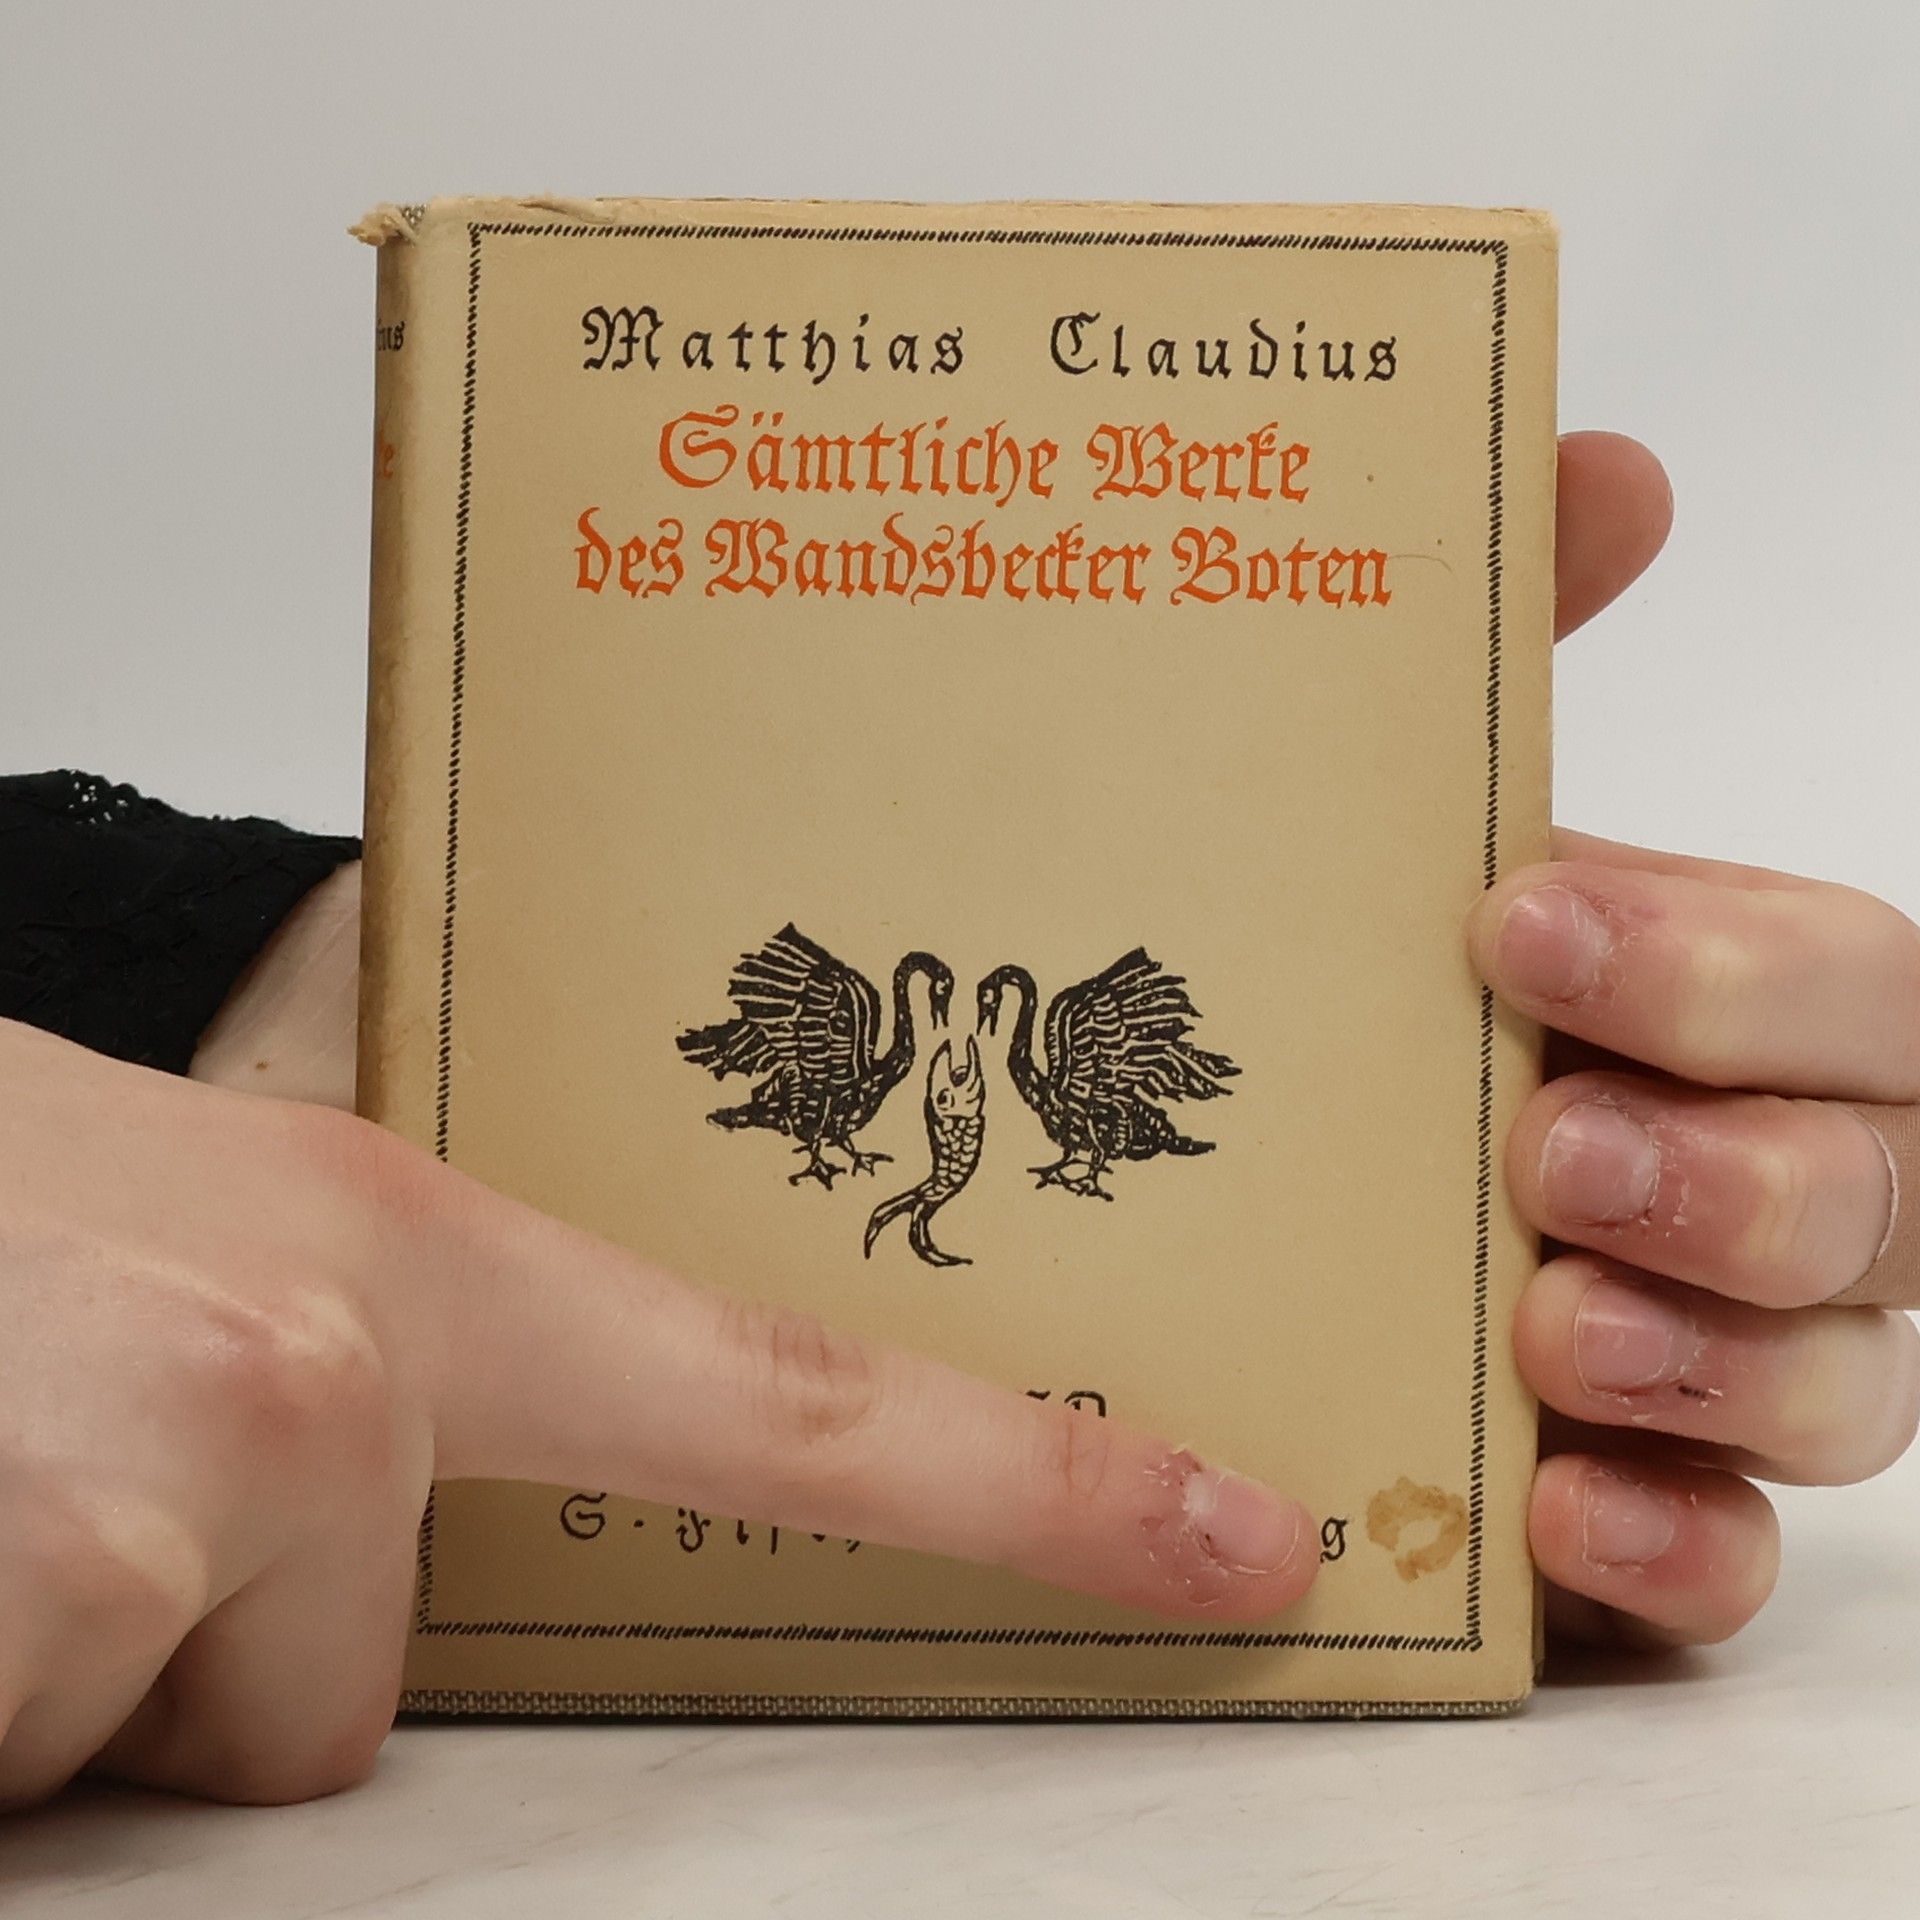 Matthias Claudius
Sämtliche Werke
des Wandsbecker Boten
S.